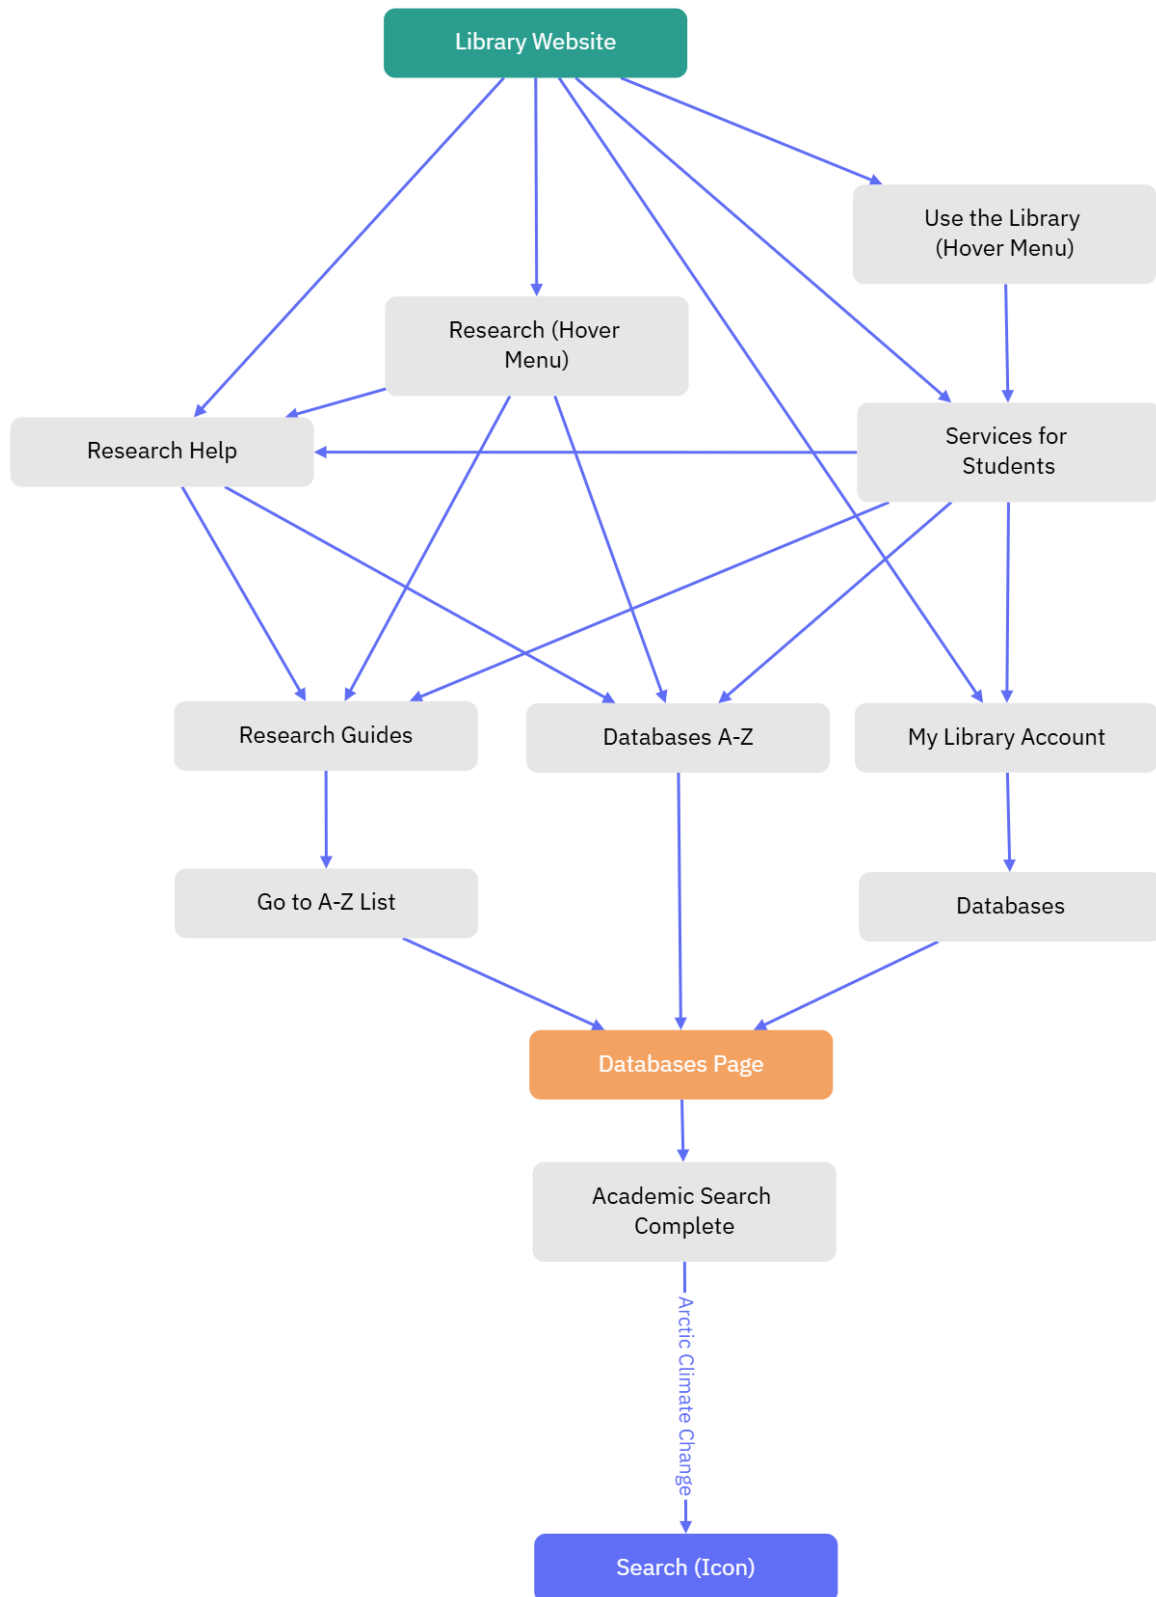 Library Website
Use the Library
(Hover Menu)
Research (Hover
Menu)
Research Help
Services for
Students
Research Guides
Databases A-Z
My Library Account
Go to A-Z List
Databases
Databases Page
Academic Search
Complete
Arctic Climate Change
Search (Icon)